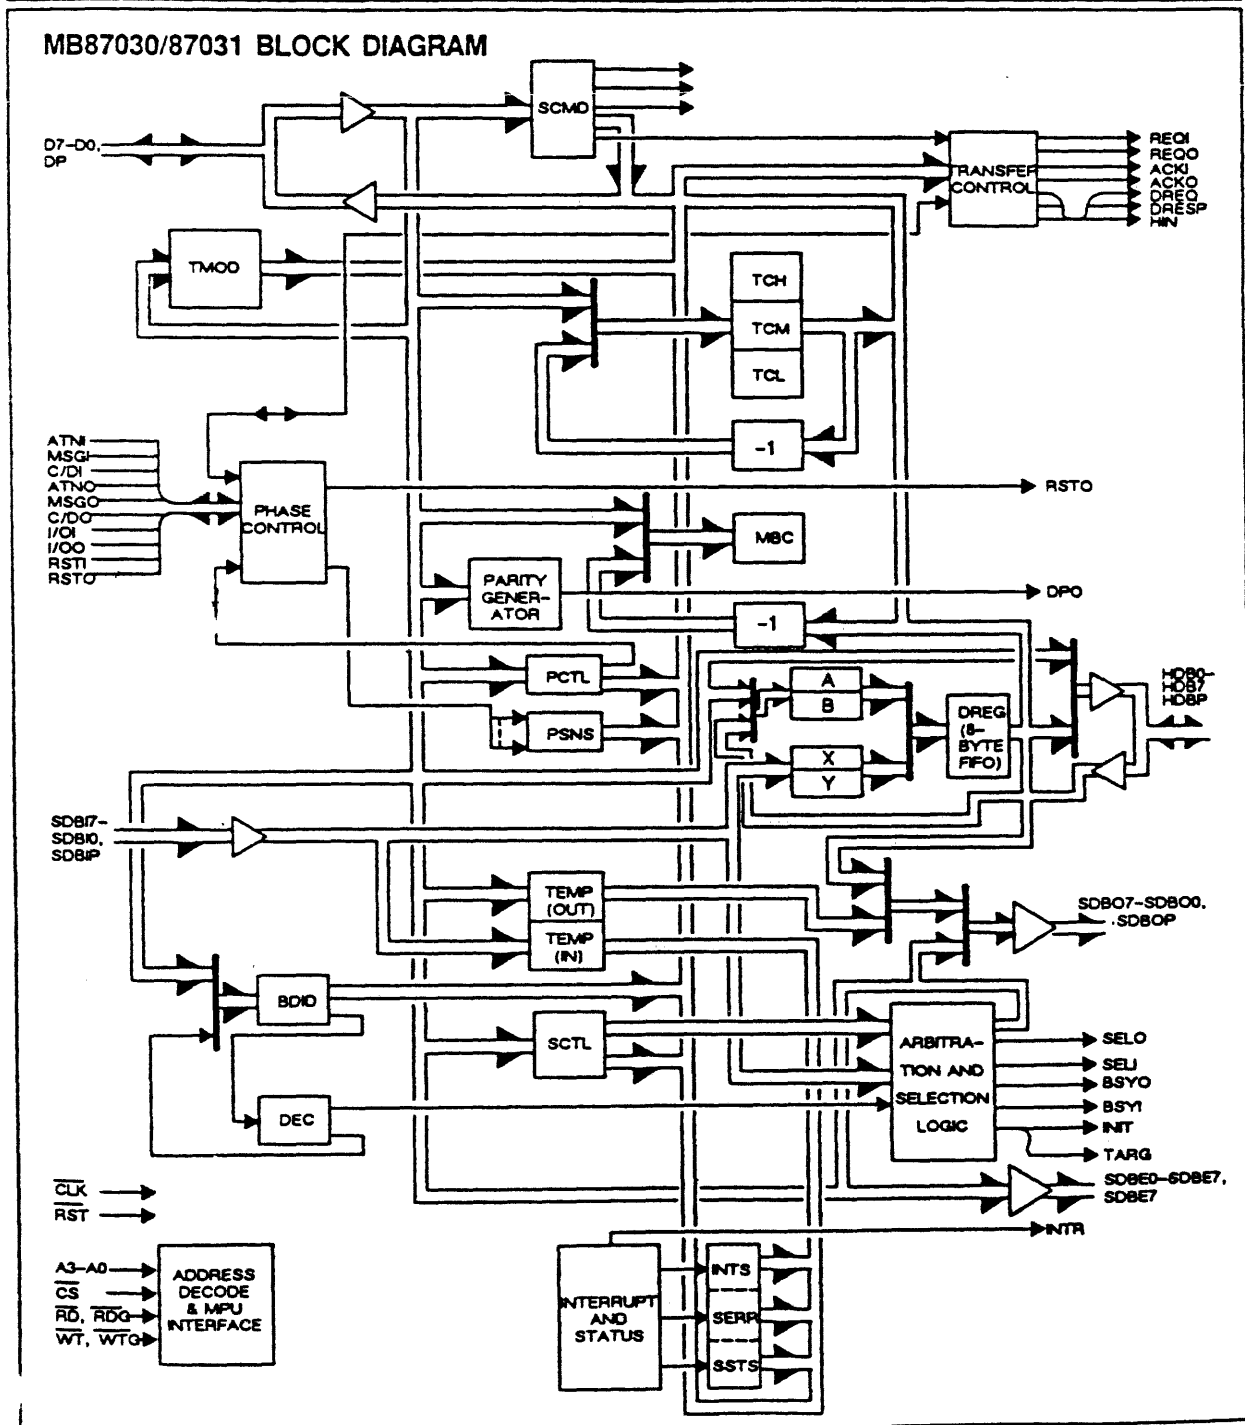 MB87030/87031 BLOCK DIAGRAM
SCMD
D7-D0,
DP
REQI
REQO
ACKI
ACKO
DREQ
DRESP
HIN
TRANSFER
CONTROL
TMOD
TCH
TCM
TCL
-1
ATNI
MSGI
C/DI
ATNO
MSGO
C/DO
I/OI
I/OO
RSTI
RSTO
PHASE
CONTROL
RSTO
MBC
PARITY
GENER-
ATOR
DPO
-1
PCTL
PSNS
A
B
X
Y
DREG
(8-
BYTE
FIFO)
HDB0-
HDB7
HDBP
SDBI7-
SDBI0,
SDBIP
TEMP
(OUT)
TEMP
(IN)
SDBO7-SDBO0,
SDBOP
BDID
SCTL
ARBITRA-
TION AND
SELECTION
LOGIC
SELO
SELI
BSYO
BSYI
INIT
TARG
DEC
SDBE0-SDBE7,
SDBE7
CLK
RST
INTR
A3-A0
CS
RD, RDG
WT, WTG
ADDRESS
DECODE
& MPU
INTERFACE
INTERRUPT
AND
STATUS
INTS
SERR
SSTS